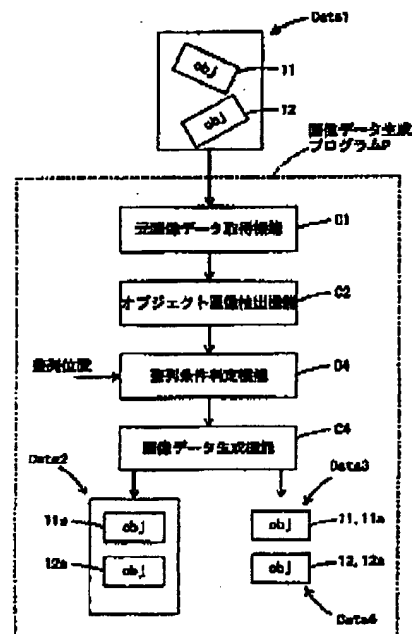 Data1
obj
11
obj
12
画像データ生成
プログラムP
元画像データ取得機能
C1
オブジェクト画像検出機能
C2
整列位置
整列条件判定機能
D4
画像データ生成機能
C4
Data2
Data3
11a
obj
obj
11, 11a
12a
obj
obj
12, 12a
Data4